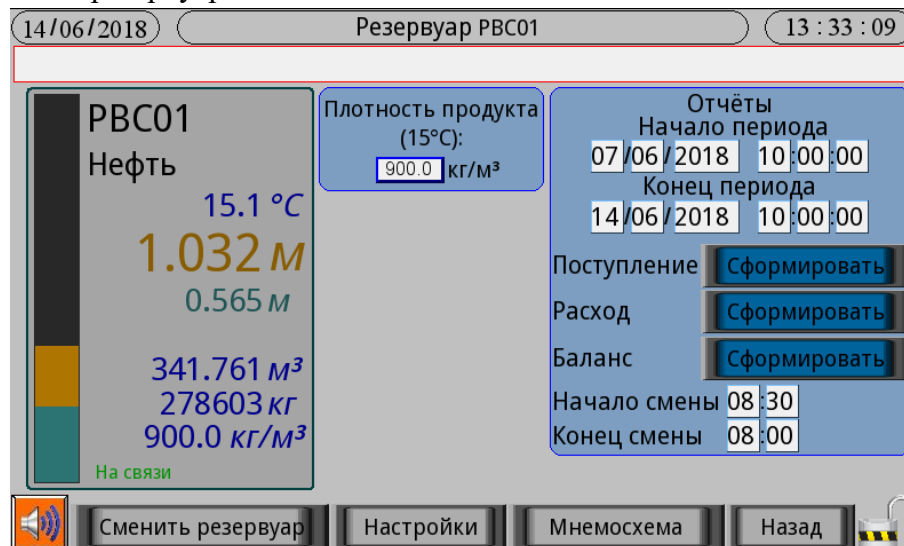 14/06/2018
Резервуар РВС01
13 : 33 : 09
РВС01
Нефть
15.1 °C
1.032 м
0.565 м
341.761 м³
278603 кг
900.0 кг/м³
На связи
Плотность продукта
(15°C):
900.0 кг/м³
Отчёты
Начало периода
07/06/2018 10:00:00
Конец периода
14/06/2018 10:00:00
Поступление Сформировать
Расход Сформировать
Баланс Сформировать
Начало смены 08:30
Конец смены 08:00
Сменить резервуар
Настройки
Мнемосхема
Назад